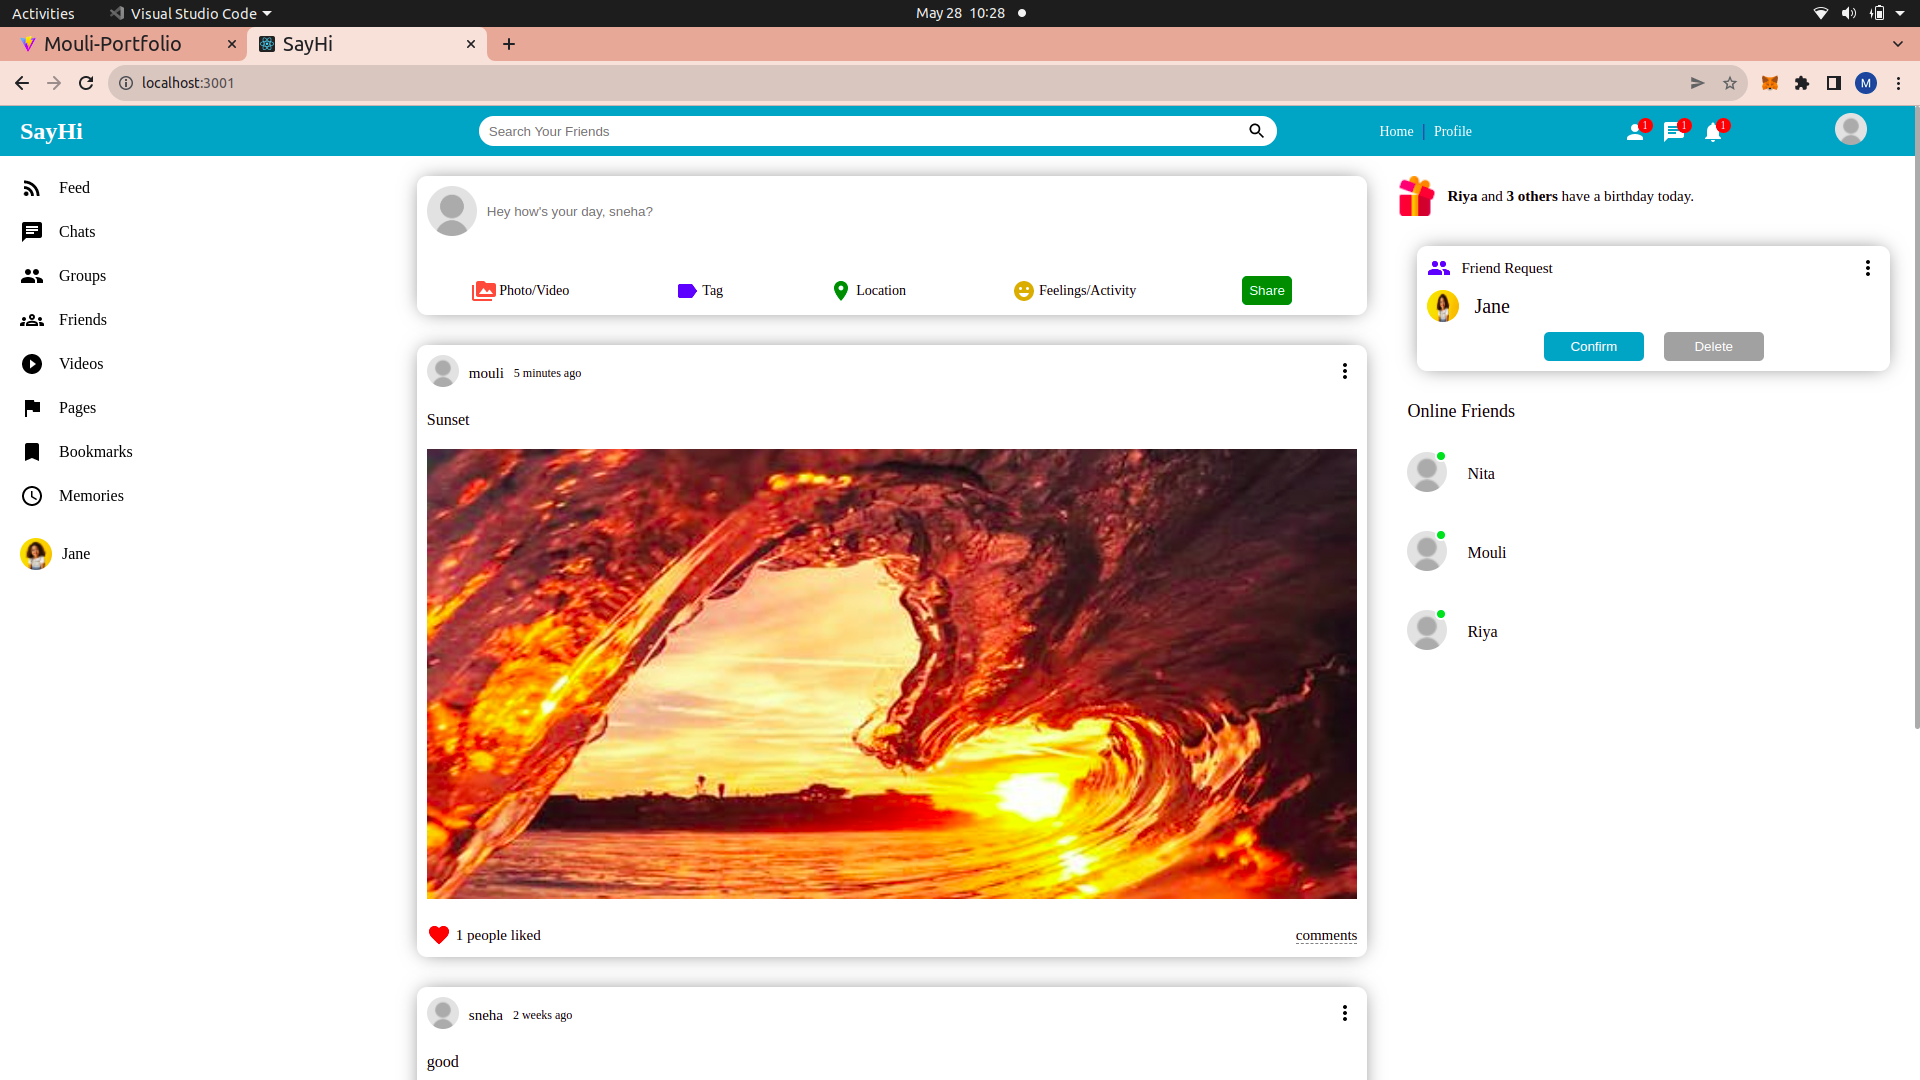 Activities
Visual Studio Code
May 28 10:28
Mouli-Portfolio
SayHi
localhost:3001
M
SayHi
Search Your Friends
Home | Profile
1
1
1
Feed
Chats
Groups
Friends
Videos
Pages
Bookmarks
Memories
Jane
Hey how's your day, sneha?
Photo/Video
Tag
Location
Feelings/Activity
Share
mouli 5 minutes ago
Sunset
1 people liked
comments
sneha 2 weeks ago
good
Riya and 3 others have a birthday today.
Friend Request
Jane
Confirm
Delete
Online Friends
Nita
Mouli
Riya